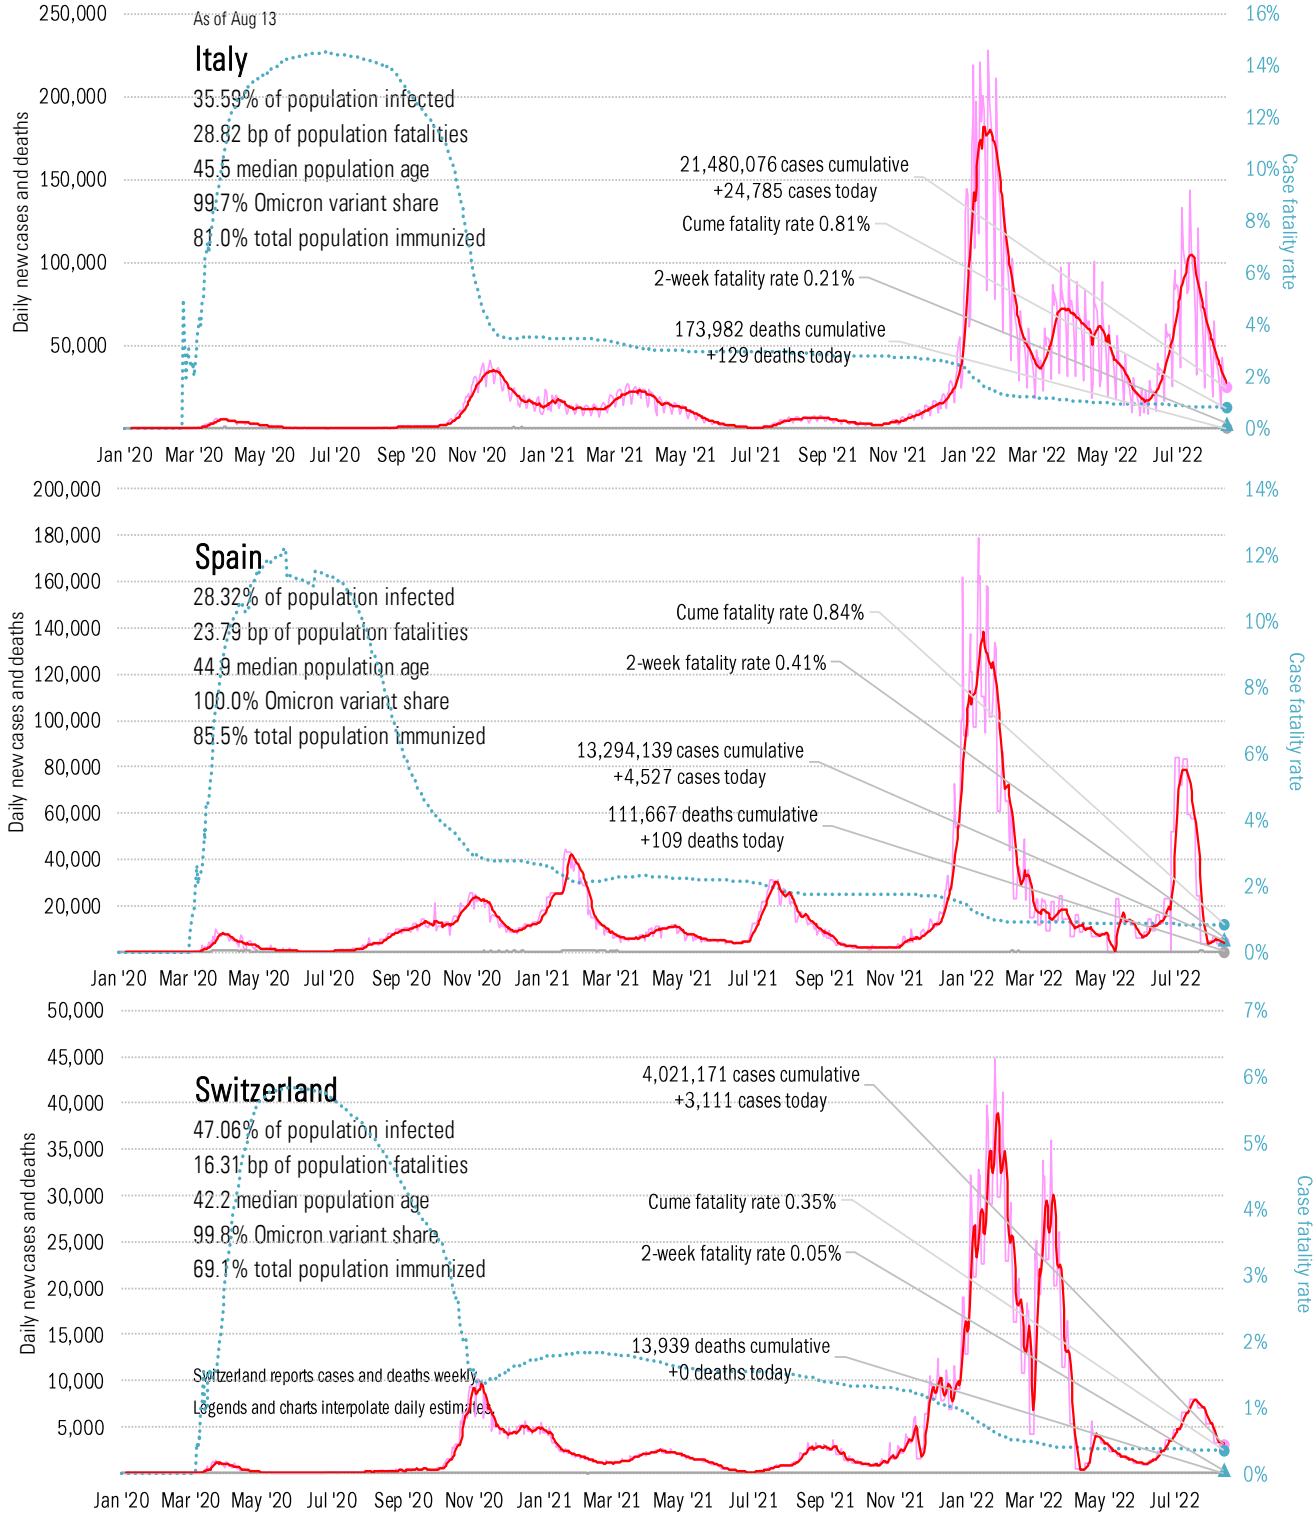 As of Aug 13
Italy
35.59% of population infected
28.82 bp of population fatalities
45.5 median population age
99.7% Omicron variant share
81.0% total population immunized
250,000
200,000
150,000
100,000
50,000
Daily new cases and deaths
21,480,076 cases cumulative
+24,785 cases today
Cume fatality rate 0.81%
2-week fatality rate 0.21%
173,982 deaths cumulative
+129 deaths today
16%
14%
12%
10%
8%
6%
4%
2%
0%
Case fatality rate
Jan '20 Mar '20 May '20 Jul '20 Sep '20 Nov '20 Jan '21 Mar '21 May '21 Jul '21 Sep '21 Nov '21 Jan '22 Mar '22 May '22 Jul '22
Spain
28.32% of population infected
23.79 bp of population fatalities
44.9 median population age
100.0% Omicron variant share
85.5% total population immunized
200,000
180,000
160,000
140,000
120,000
100,000
80,000
60,000
40,000
20,000
Daily new cases and deaths
Cume fatality rate 0.84%
2-week fatality rate 0.41%
13,294,139 cases cumulative
+4,527 cases today
111,667 deaths cumulative
+109 deaths today
14%
12%
10%
8%
6%
4%
2%
0%
Case fatality rate
Jan '20 Mar '20 May '20 Jul '20 Sep '20 Nov '20 Jan '21 Mar '21 May '21 Jul '21 Sep '21 Nov '21 Jan '22 Mar '22 May '22 Jul '22
Switzerland
47.06% of population infected
16.31 bp of population fatalities
42.2 median population age
99.8% Omicron variant share
69.1% total population immunized
Switzerland reports cases and deaths weekly.
Legends and charts interpolate daily estimates.
50,000
45,000
40,000
35,000
30,000
25,000
20,000
15,000
10,000
5,000
Daily new cases and deaths
4,021,171 cases cumulative
+3,111 cases today
Cume fatality rate 0.35%
2-week fatality rate 0.05%
13,939 deaths cumulative
+0 deaths today
7%
6%
5%
4%
3%
2%
1%
0%
Case fatality rate
Jan '20 Mar '20 May '20 Jul '20 Sep '20 Nov '20 Jan '21 Mar '21 May '21 Jul '21 Sep '21 Nov '21 Jan '22 Mar '22 May '22 Jul '22